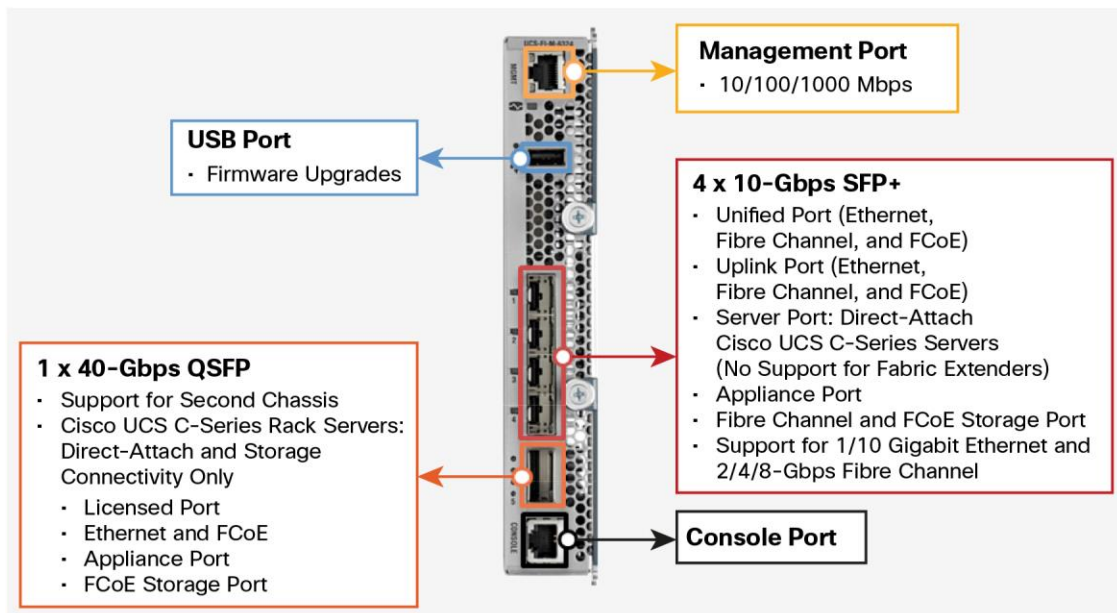 UCS-FI-M-6324
MGMT
Management Port
· 10/100/1000 Mbps
USB Port
· Firmware Upgrades
4 x 10-Gbps SFP+
· Unified Port (Ethernet,
Fibre Channel, and FCoE)
· Uplink Port (Ethernet,
Fibre Channel, and FCoE)
· Server Port: Direct-Attach
Cisco UCS C-Series Servers
(No Support for Fabric Extenders)
· Appliance Port
· Fibre Channel and FCoE Storage Port
· Support for 1/10 Gigabit Ethernet and
2/4/8-Gbps Fibre Channel
1
2
3
4
5
1 x 40-Gbps QSFP
· Support for Second Chassis
· Cisco UCS C-Series Rack Servers:
Direct-Attach and Storage
Connectivity Only
· Licensed Port
· Ethernet and FCoE
· Appliance Port
· FCoE Storage Port
CONSOLE
Console Port